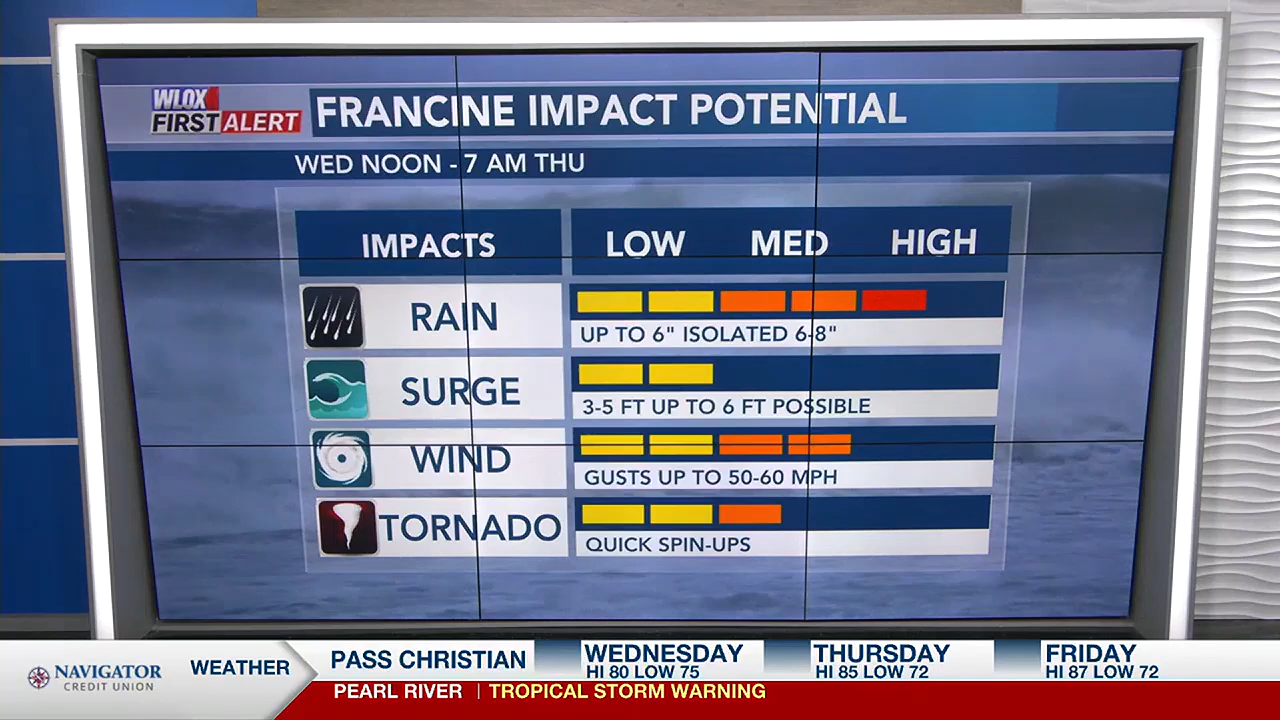 WLOX
FIRST ALERT
FRANCINE IMPACT POTENTIAL
WED NOON - 7 AM THU
IMPACTS LOW MED HIGH
RAIN
UP TO 6" ISOLATED 6-8"
SURGE
3-5 FT UP TO 6 FT POSSIBLE
WIND
GUSTS UP TO 50-60 MPH
TORNADO
QUICK SPIN-UPS
NAVIGATOR
CREDIT UNION
WEATHER
PASS CHRISTIAN
WEDNESDAY
HI 80 LOW 75
THURSDAY
HI 85 LOW 72
FRIDAY
HI 87 LOW 72
PEARL RIVER | TROPICAL STORM WARNING